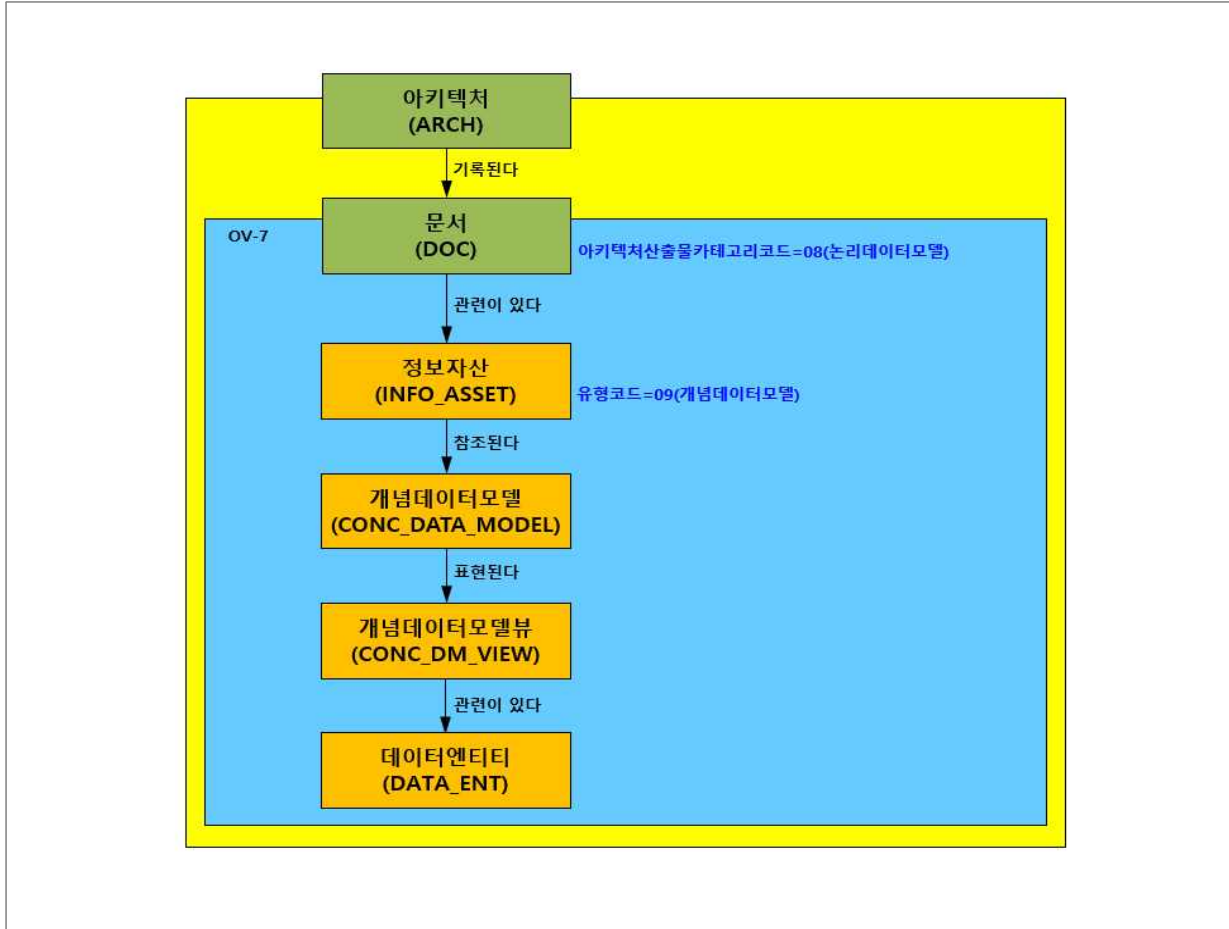 아키텍처
(ARCH)
기록된다
문서
(DOC)
OV-7
아키텍처산출물카테고리코드=08(논리데이터모델)
관련이 있다
정보자산
(INFO_ASSET)
유형코드=09(개념데이터모델)
참조된다
개념데이터모델
(CONC_DATA_MODEL)
표현된다
개념데이터모델뷰
(CONC_DM_VIEW)
관련이 있다
데이터엔티티
(DATA_ENT)